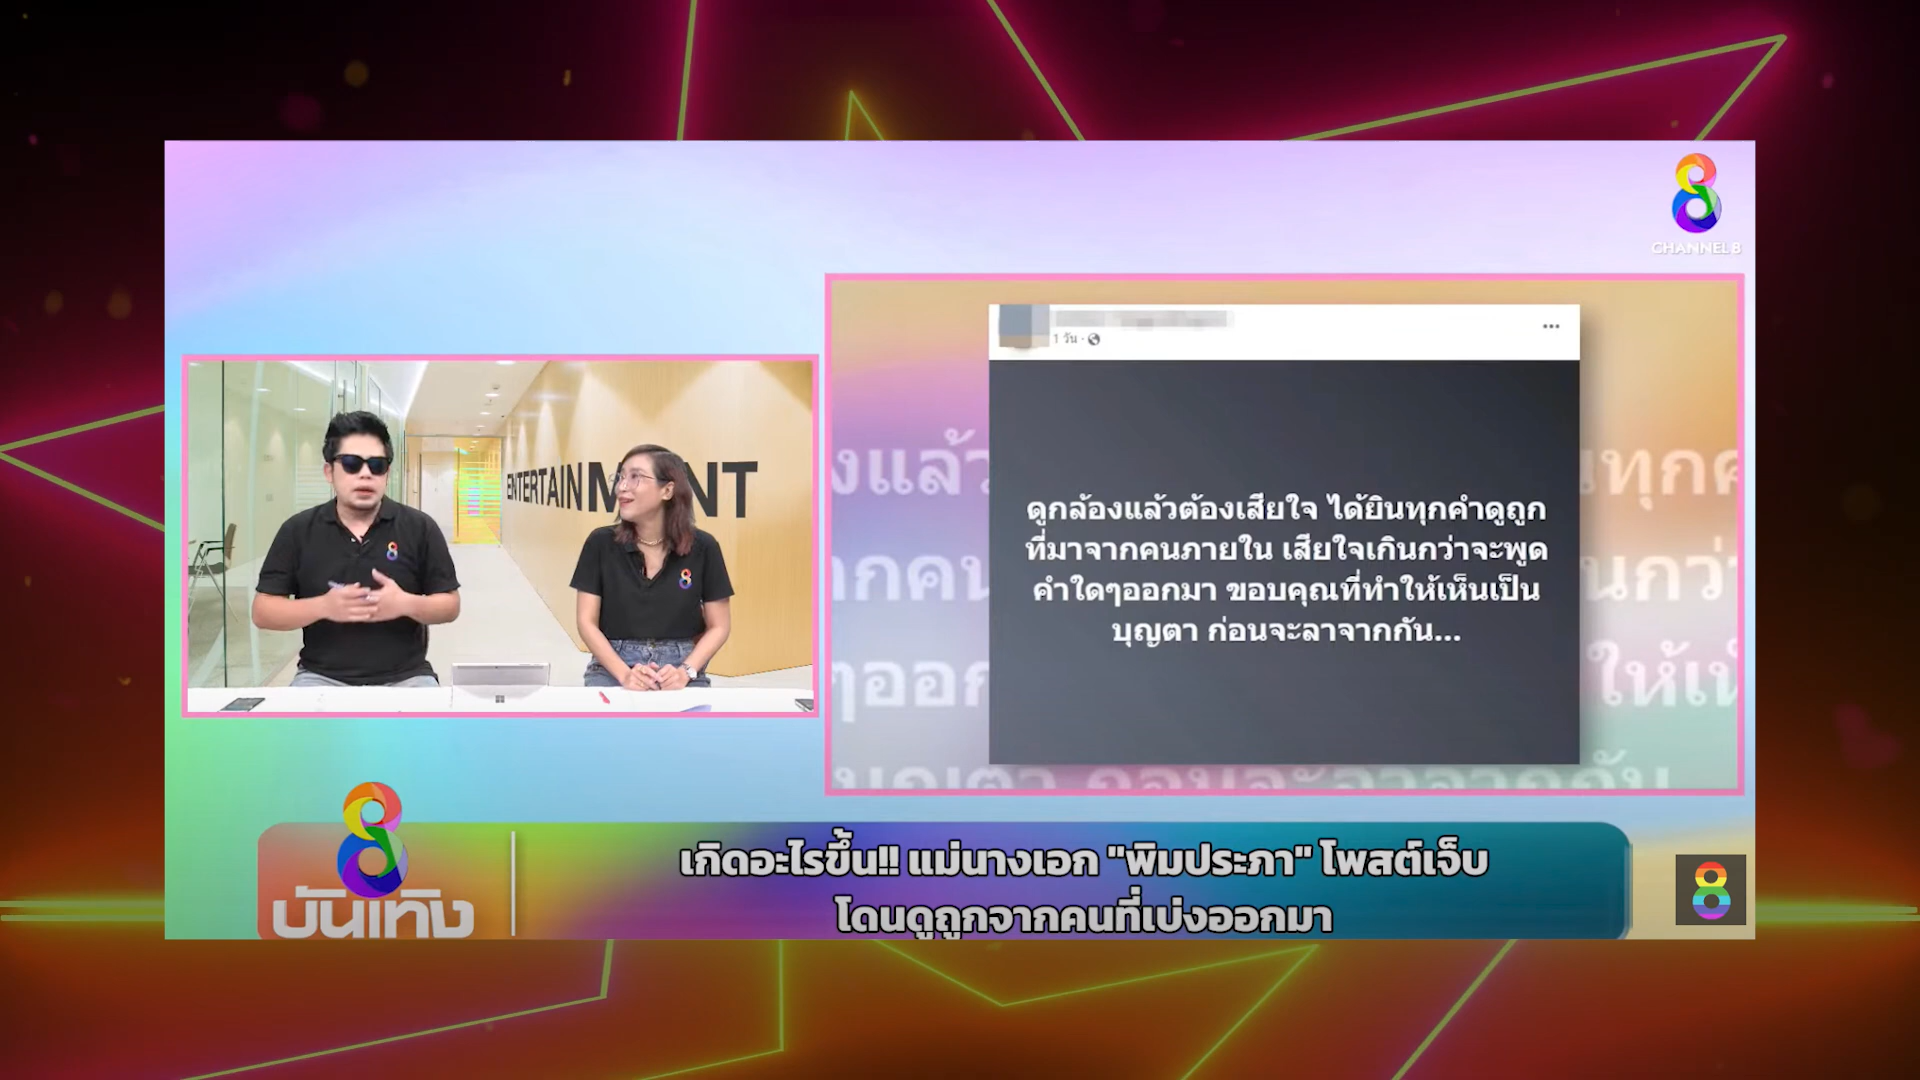 CHANNEL 8
1 วัน
ดูกล้องแล้วต้องเสียใจ ได้ยินทุกคำดูถูก
ที่มาจากคนภายใน เสียใจเกินกว่าจะพูด
คำใดๆออกมา ขอบคุณที่ทำให้เห็นเป็น
บุญตา ก่อนจะลาจากกัน...
บันเทิง
เกิดอะไรขึ้น!! แม่นางเอก "พิมประภา" โพสต์เจ็บ
โดนดูถูกจากคนที่เบ่งออกมา
8